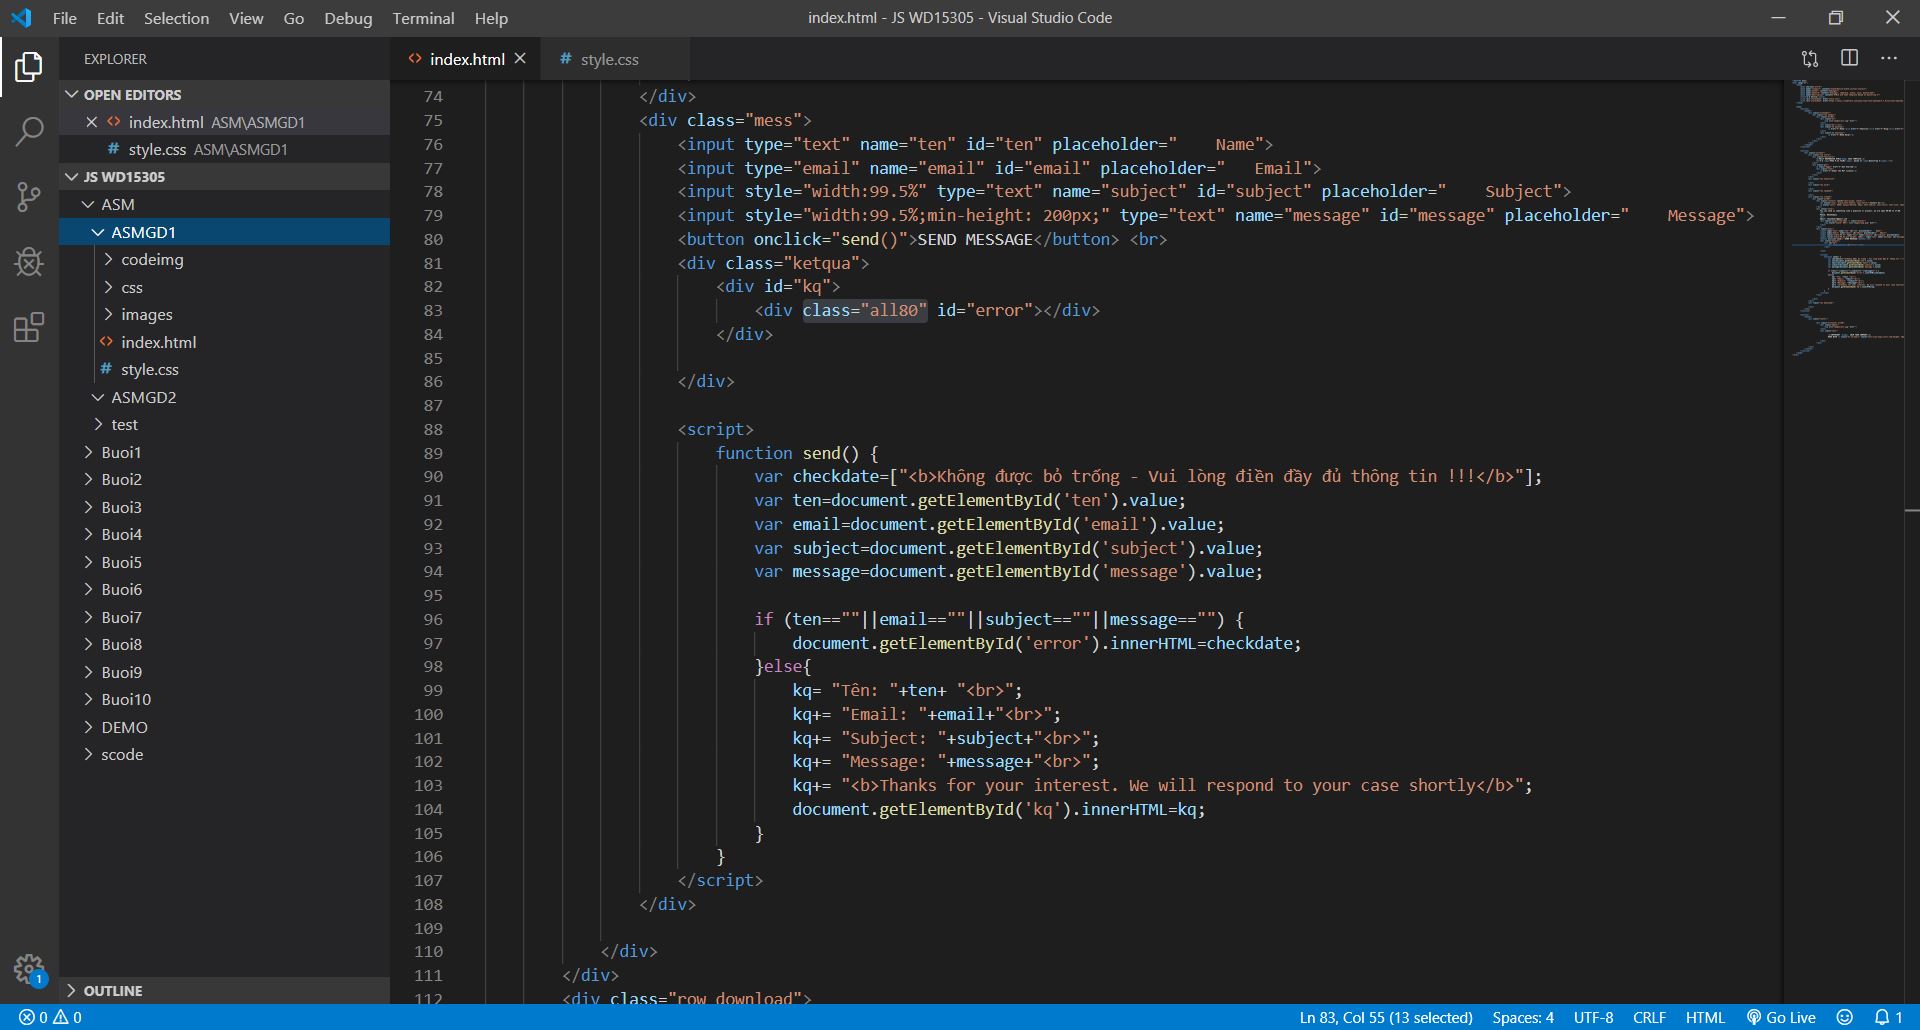 File Edit Selection View Go Debug Terminal Help
index.html - JS WD15305 - Visual Studio Code
EXPLORER
OPEN EDITORS
index.html ASM\ASMGD1
# style.css ASM\ASMGD1
JS WD15305
ASM
ASMGD1
codeimg
css
images
index.html
# style.css
ASMGD2
test
Buoi1
Buoi2
Buoi3
Buoi4
Buoi5
Buoi6
Buoi7
Buoi8
Buoi9
Buoi10
DEMO
scode
OUTLINE
1
index.html
# style.css
74 </div>
75 <div class="mess">
76 <input type="text" name="ten" id="ten" placeholder="    Name">
77 <input type="email" name="email" id="email" placeholder="   Email">
78 <input style="width:99.5%" type="text" name="subject" id="subject" placeholder="    Subject">
79 <input style="width:99.5%;min-height: 200px;" type="text" name="message" id="message" placeholder="    Message">
80 <button onclick="send()">SEND MESSAGE</button> <br>
81 <div class="ketqua">
82 <div id="kq">
83 <div class="all80" id="error"></div>
84 </div>
85
86 </div>
87
88 <script>
89 function send() {
90 var checkdate=["<b>Không được bỏ trống - Vui lòng điền đầy đủ thông tin !!!</b>"];
91 var ten=document.getElementById('ten').value;
92 var email=document.getElementById('email').value;
93 var subject=document.getElementById('subject').value;
94 var message=document.getElementById('message').value;
95
96 if (ten==""||email==""||subject==""||message=="") {
97 document.getElementById('error').innerHTML=checkdate;
98 }else{
99 kq= "Tên: "+ten+ "<br>";
100 kq+= "Email: "+email+"<br>";
101 kq+= "Subject: "+subject+"<br>";
102 kq+= "Message: "+message+"<br>";
103 kq+= "<b>Thanks for your interest. We will respond to your case shortly</b>";
104 document.getElementById('kq').innerHTML=kq;
105 }
106 }
107 </script>
108 </div>
109
110 </div>
111 </div>
112 <div class="row download">
0 0
Ln 83, Col 55 (13 selected) Spaces: 4 UTF-8 CRLF HTML Go Live 1